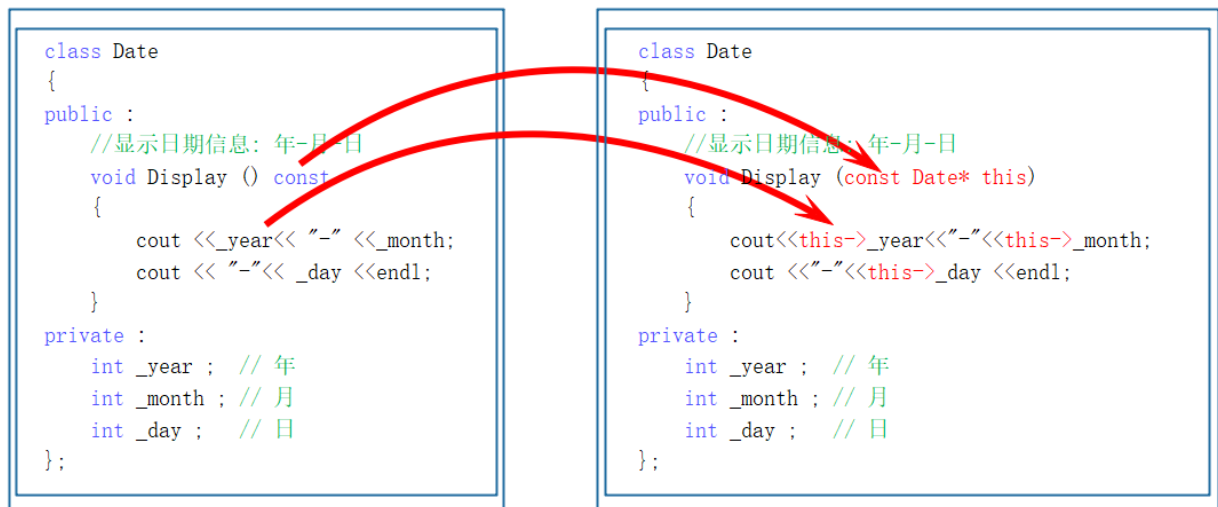 class Date
{
public :
//显示日期信息: 年-月-日
void Display () const
{
cout <<_year<< "-" <<_month;
cout << "-"<< _day <<endl;
}
private :
int _year ; // 年
int _month ; // 月
int _day ; // 日
};
class Date
{
public :
//显示日期信息: 年-月-日
void Display (const Date* this)
{
cout<<this->_year<<"-"<<this->_month;
cout <<"-"<<this->_day <<endl;
}
private :
int _year ; // 年
int _month ; // 月
int _day ; // 日
};